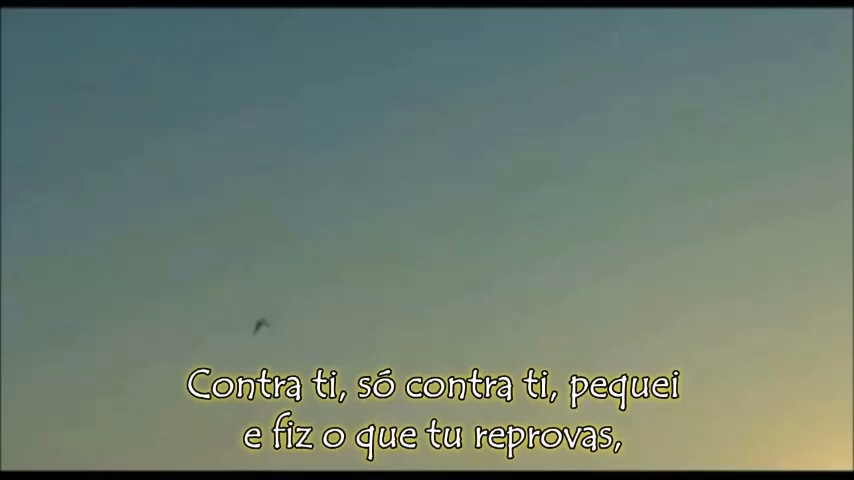 Contra ti, só contra ti, pequei
e fiz o que tu reprovas,